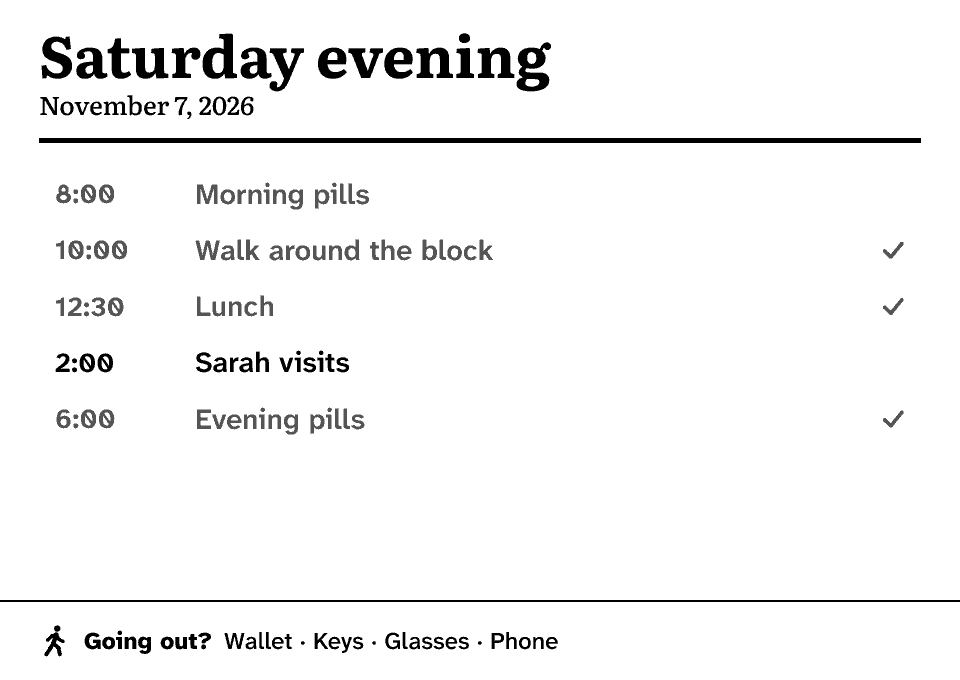 Saturday evening
November 7, 2026
8:00 Morning pills
10:00 Walk around the block ✓
12:30 Lunch ✓
2:00 Sarah visits
6:00 Evening pills ✓
Going out? Wallet · Keys · Glasses · Phone